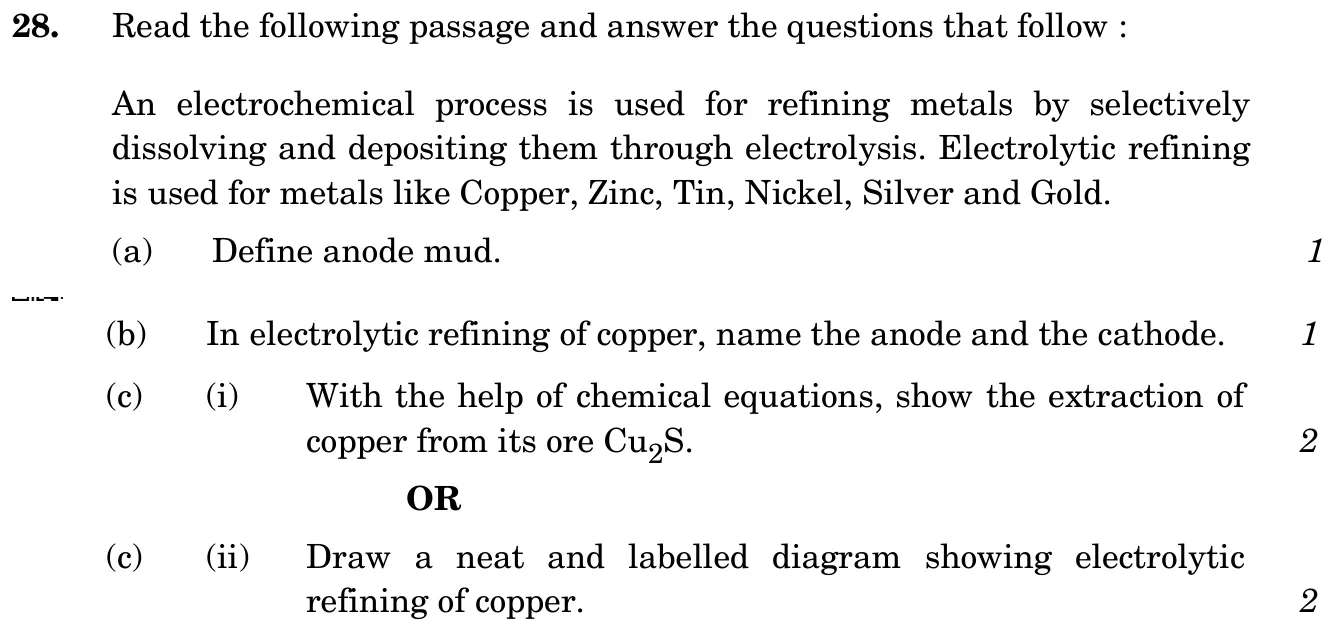 28. Read the following passage and answer the questions that follow :
An electrochemical process is used for refining metals by selectively
dissolving and depositing them through electrolysis. Electrolytic refining
is used for metals like Copper, Zinc, Tin, Nickel, Silver and Gold.
(a) Define anode mud. 1
(b) In electrolytic refining of copper, name the anode and the cathode. 1
(c) (i) With the help of chemical equations, show the extraction of
copper from its ore Cu₂S. 2
OR
(c) (ii) Draw a neat and labelled diagram showing electrolytic
refining of copper. 2